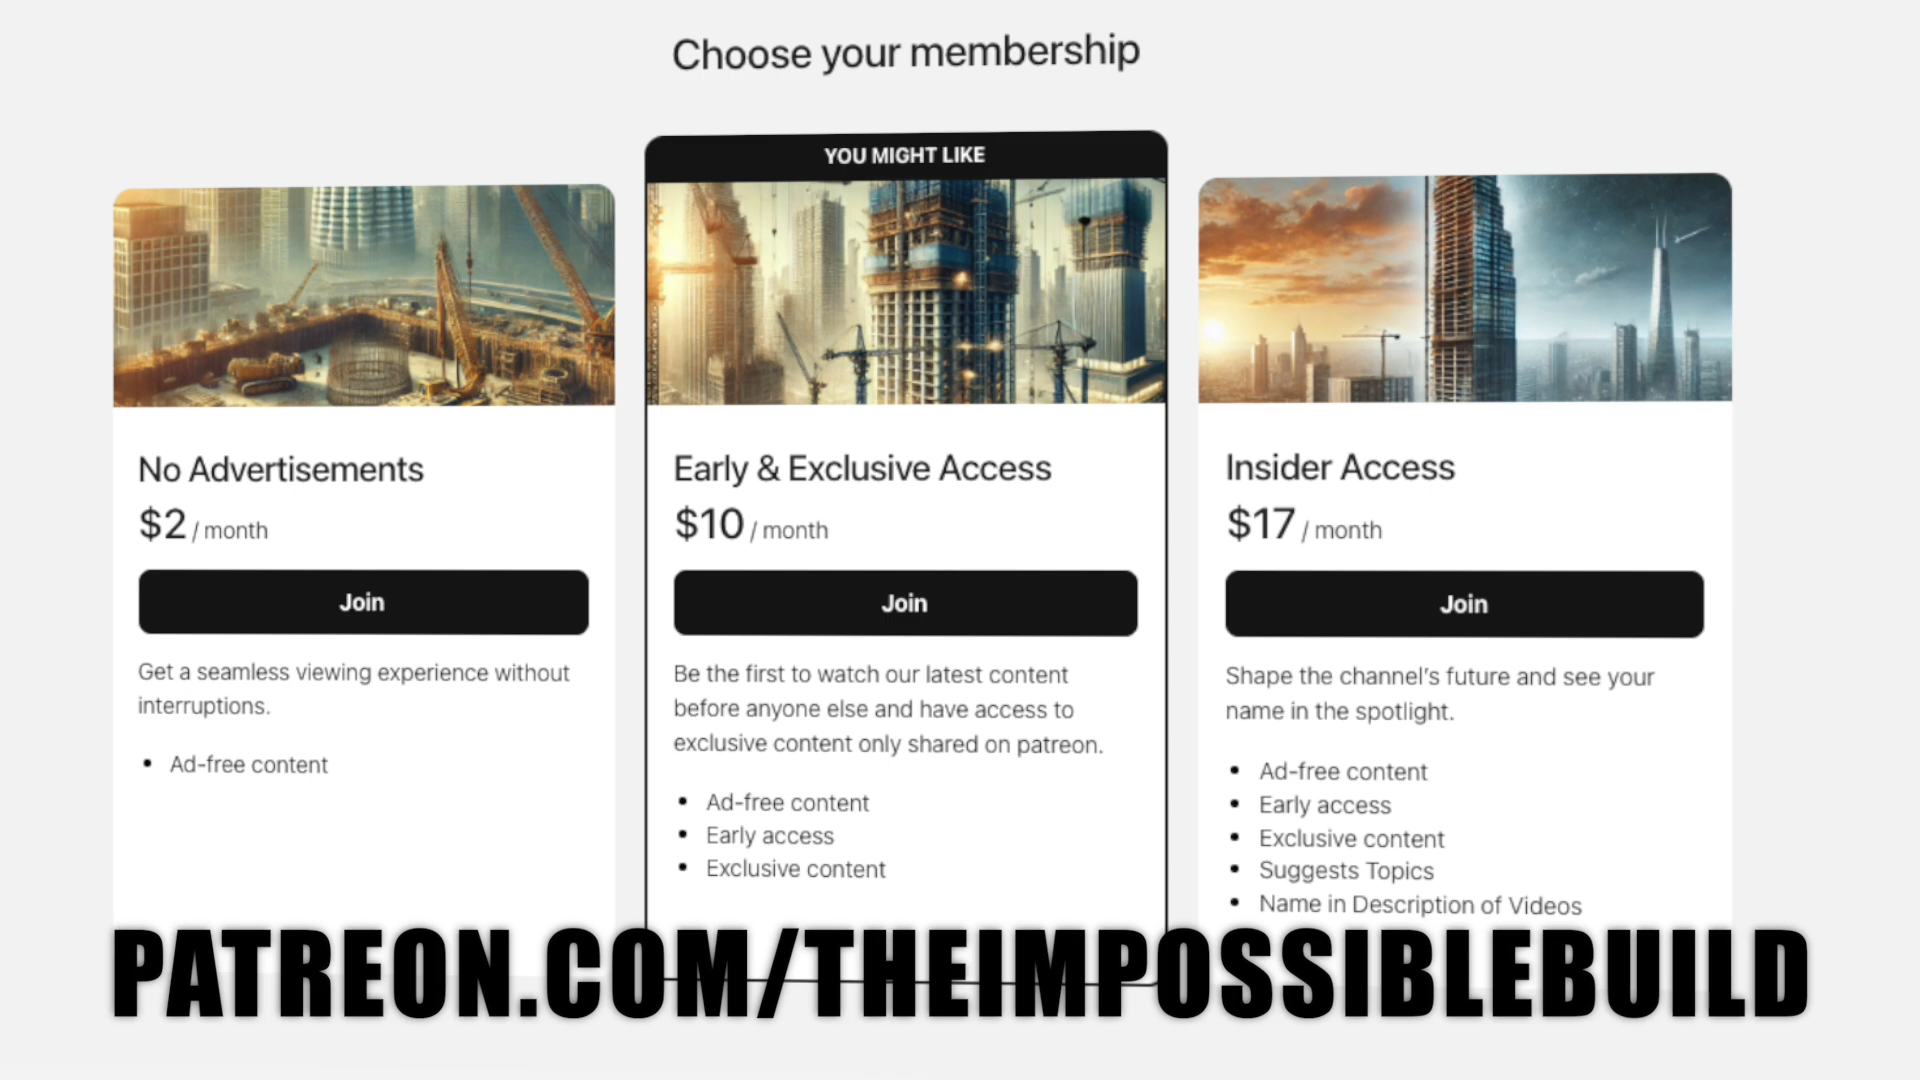 Choose your membership
YOU MIGHT LIKE
No Advertisements
$2 / month
Join
Get a seamless viewing experience without
interruptions.
• Ad-free content
Early & Exclusive Access
$10 / month
Join
Be the first to watch our latest content
before anyone else and have access to
exclusive content only shared on patreon.
• Ad-free content
• Early access
• Exclusive content
Insider Access
$17 / month
Join
Shape the channel's future and see your
name in the spotlight.
• Ad-free content
• Early access
• Exclusive content
• Suggests Topics
• Name in Description of Videos
PATREON.COM/THEIMPOSSIBLEBUILD